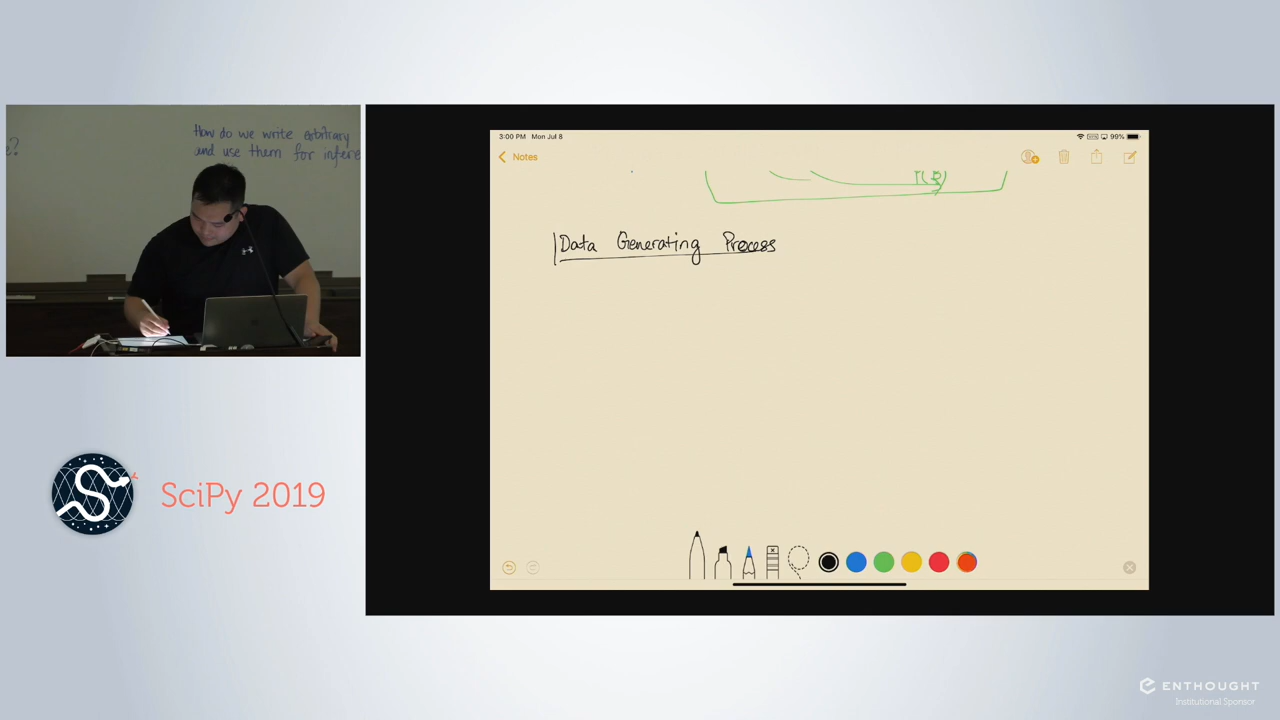 How do we write arbitrary
e?
and use them for infere
3:00 PM Mon Jul 8
99%
Notes
Data Generating Process
SciPy 2019
ENTHOUGHT
Institutional Sponsor